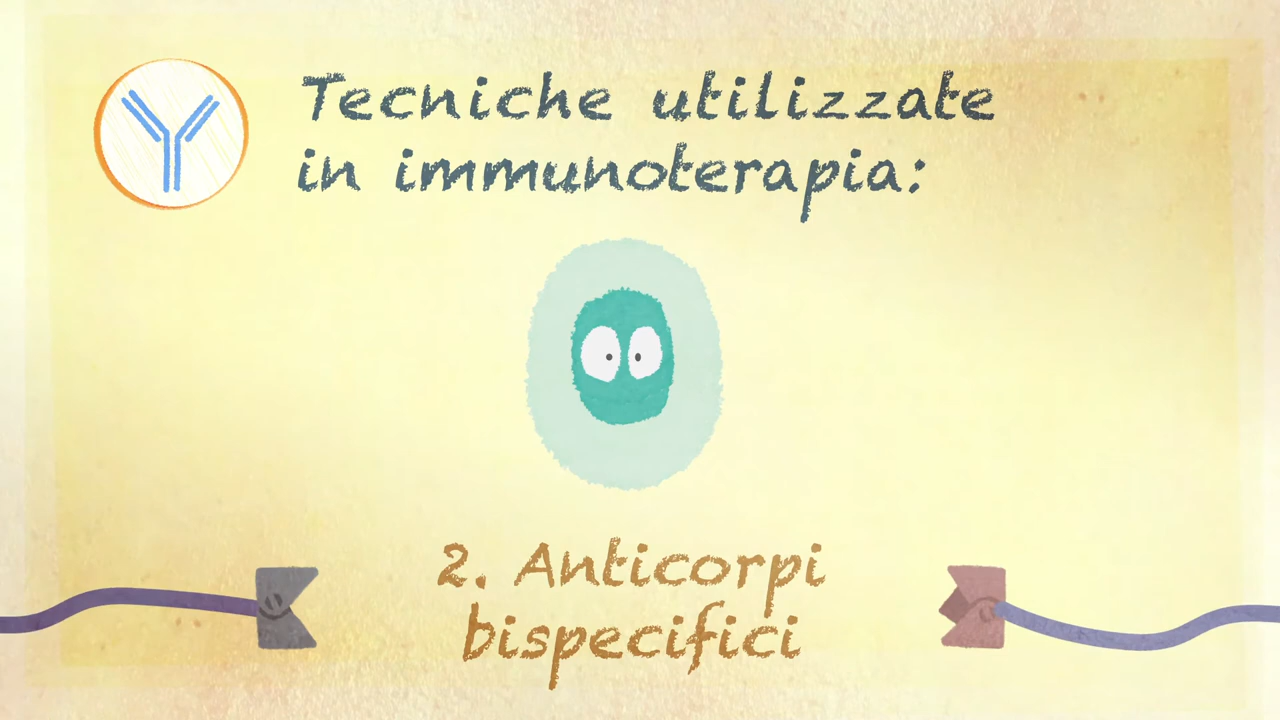 Tecniche utilizzate
in immunoterapia:
2. Anticorpi
bispecifici